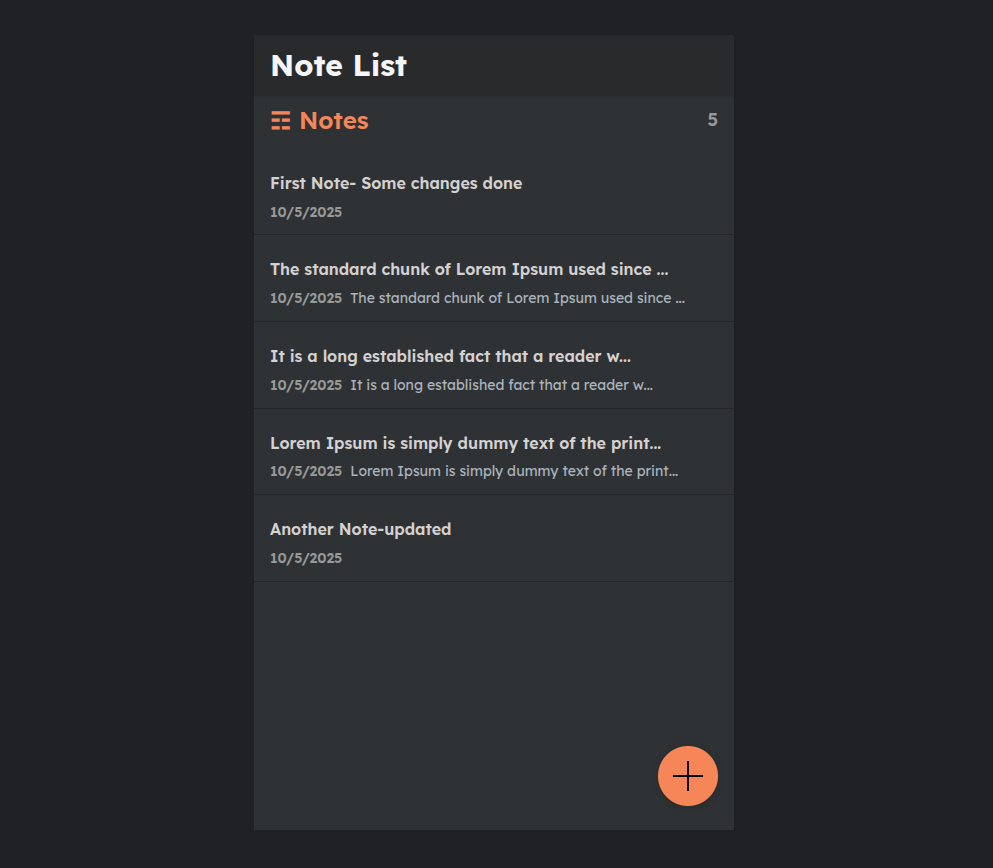 Note List
Notes 5
First Note- Some changes done
10/5/2025
The standard chunk of Lorem Ipsum used since ...
10/5/2025 The standard chunk of Lorem Ipsum used since ...
It is a long established fact that a reader w...
10/5/2025 It is a long established fact that a reader w...
Lorem Ipsum is simply dummy text of the print...
10/5/2025 Lorem Ipsum is simply dummy text of the print...
Another Note-updated
10/5/2025